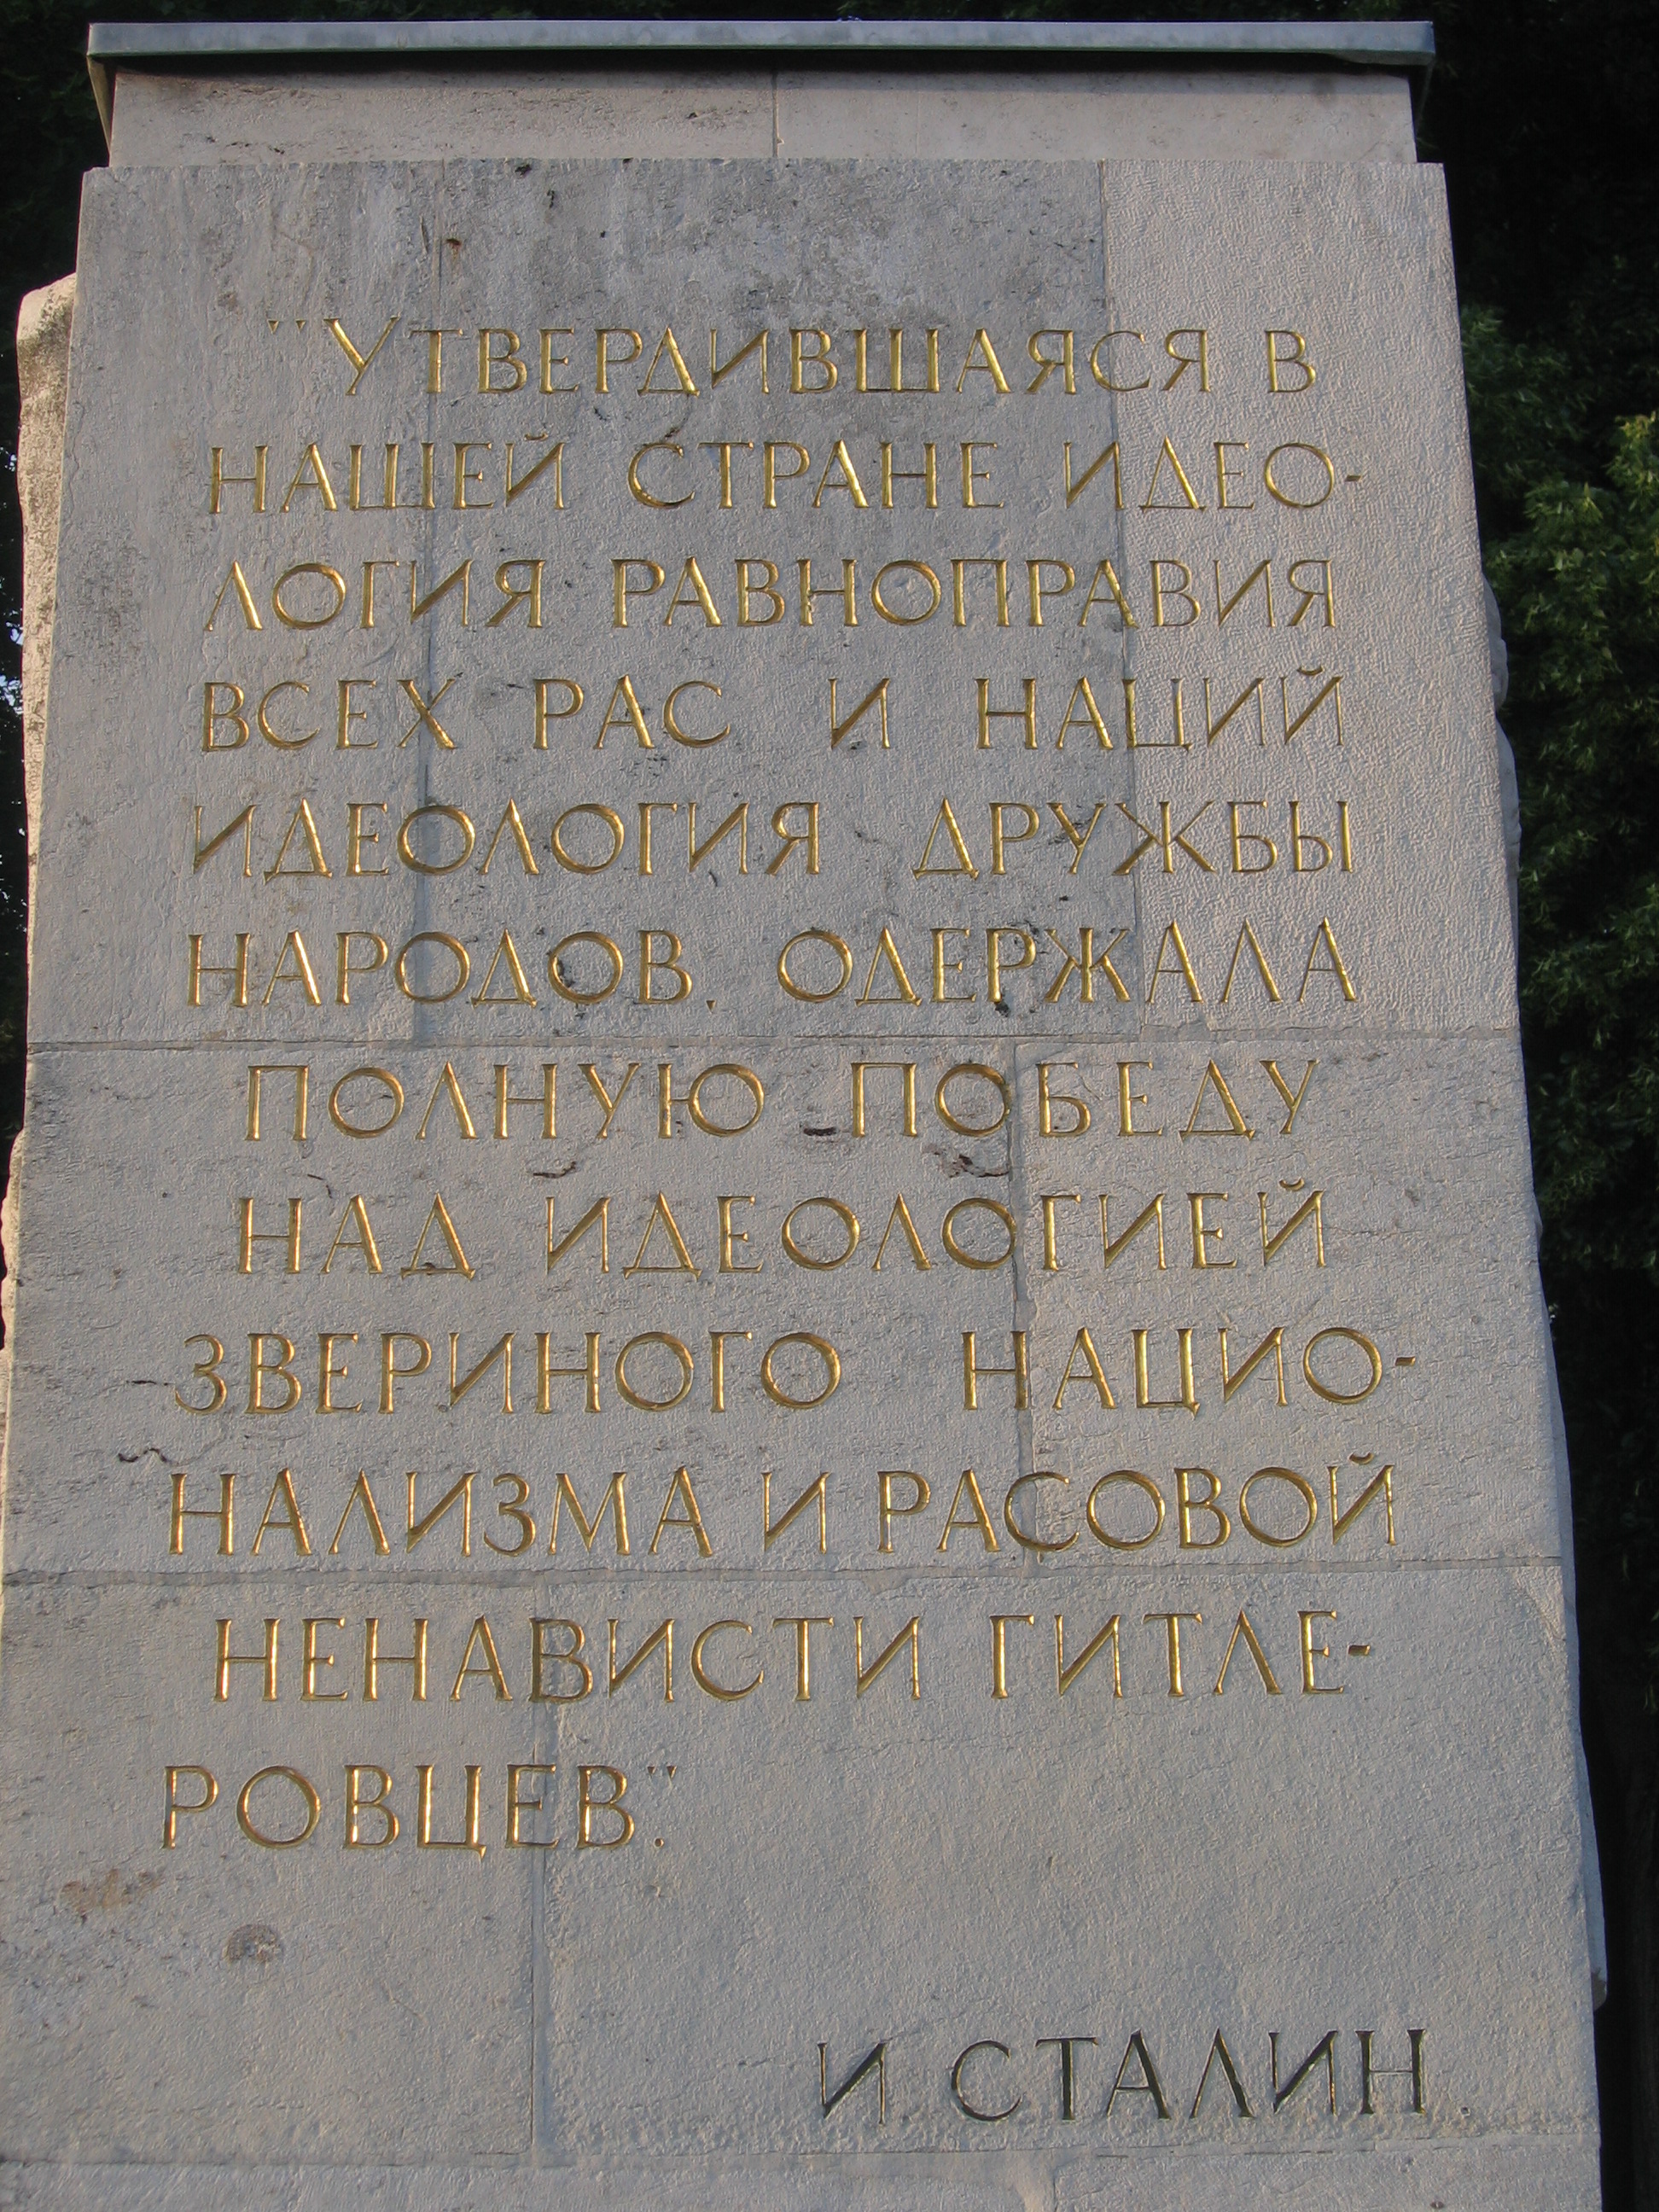 "УТВЕРДИВШАЯСЯ В
НАШЕЙ СТРАНЕ ИДЕО-
ЛОГИЯ РАВНОПРАВИЯ
ВСЕХ РАС И НАЦИЙ
ИДЕОЛОГИЯ ДРУЖБЫ
НАРОДОВ, ОДЕРЖАЛА
ПОЛНУЮ ПОБЕДУ
НАД ИДЕОЛОГИЕЙ
ЗВЕРИНОГО НАЦИО-
НАЛИЗМА И РАСОВОЙ
НЕНАВИСТИ ГИТЛЕ-
РОВЦЕВ."
И СТАЛИН.